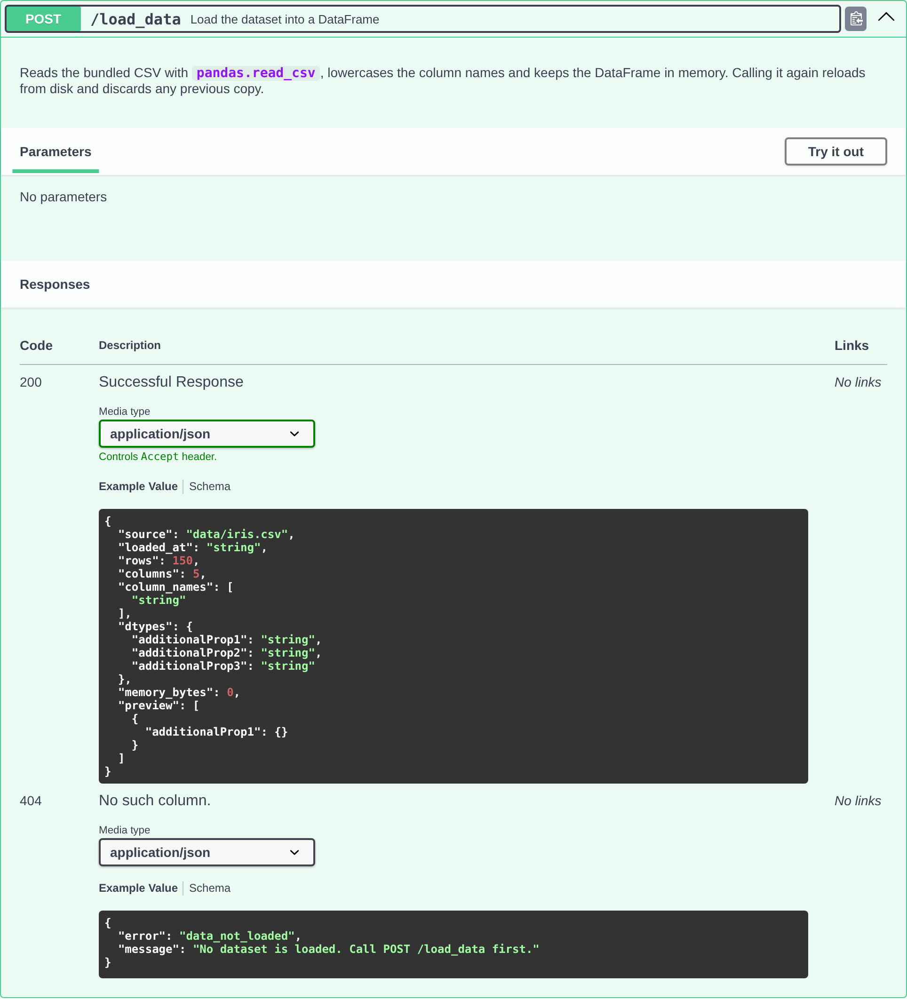 POST /load_data Load the dataset into a DataFrame
Reads the bundled CSV with pandas.read_csv, lowercases the column names and keeps the DataFrame in memory. Calling it again reloads
from disk and discards any previous copy.
Parameters
Try it out
No parameters
Responses
Code Description Links
200 Successful Response No links
Media type
application/json
Controls Accept header.
Example Value Schema
{
  "source": "data/iris.csv",
  "loaded_at": "string",
  "rows": 150,
  "columns": 5,
  "column_names": [
    "string"
  ],
  "dtypes": {
    "additionalProp1": "string",
    "additionalProp2": "string",
    "additionalProp3": "string"
  },
  "memory_bytes": 0,
  "preview": [
    {
      "additionalProp1": {}
    }
  ]
}
404 No such column. No links
Media type
application/json
Example Value Schema
{
  "error": "data_not_loaded",
  "message": "No dataset is loaded. Call POST /load_data first."
}